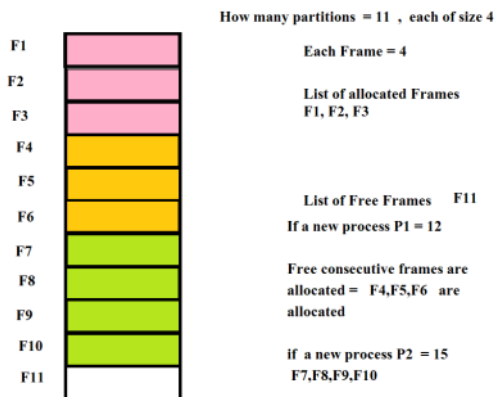 How many partitions = 11 , each of size 4
F1
Each Frame = 4
F2
List of allocated Frames
F3
F1, F2, F3
F4
F5
List of Free Frames F11
F6
If a new process P1 = 12
F7
Free consecutive frames are
F8
allocated = F4,F5,F6 are
allocated
F9
F10
if a new process P2 = 15
F11
F7,F8,F9,F10